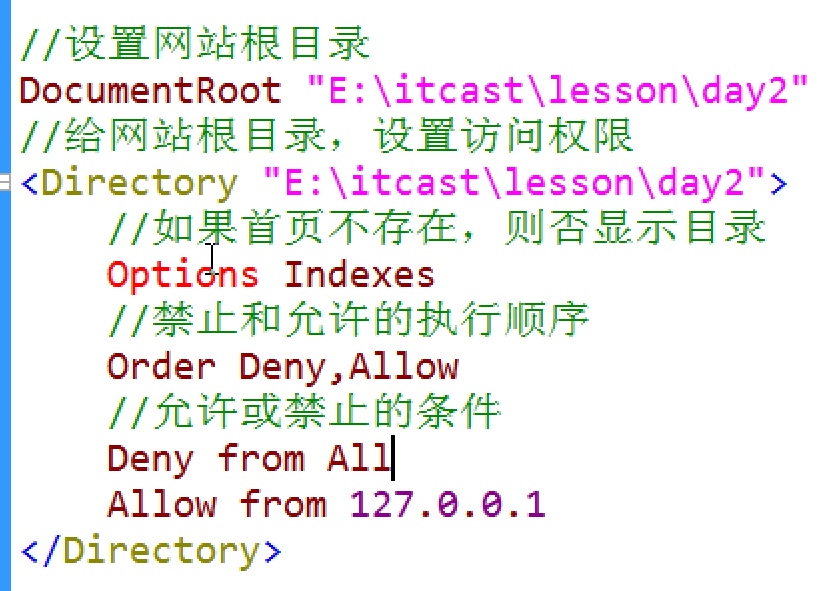 //设置网站根目录
DocumentRoot "E:\itcast\lesson\day2"
//给网站根目录，设置访问权限
<Directory "E:\itcast\lesson\day2">
//如果首页不存在，则否显示目录
Options Indexes
//禁止和允许的执行顺序
Order Deny,Allow
//允许或禁止的条件
Deny from All
Allow from 127.0.0.1
</Directory>